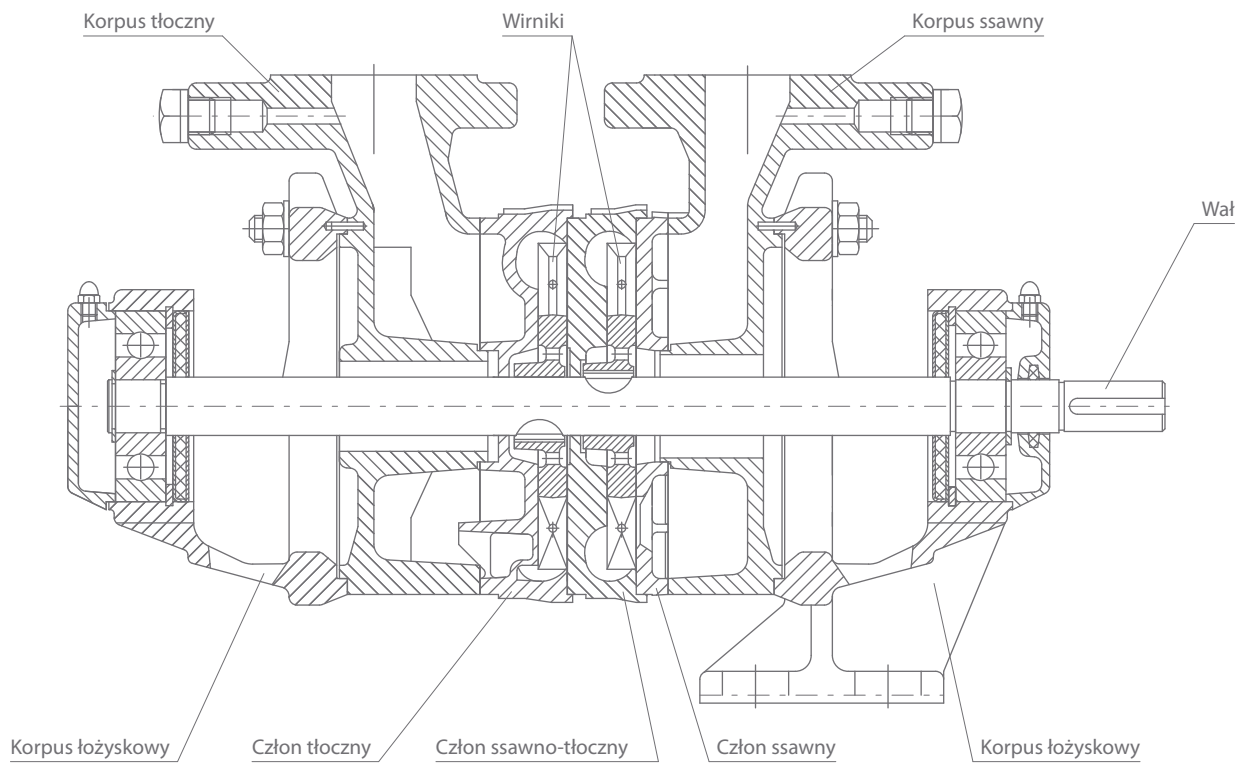 Korpus tłoczny
Wirniki
Korpus ssawny
Wał
Korpus łożyskowy
Człon tłoczny
Człon ssawno-tłoczny
Człon ssawny
Korpus łożyskowy